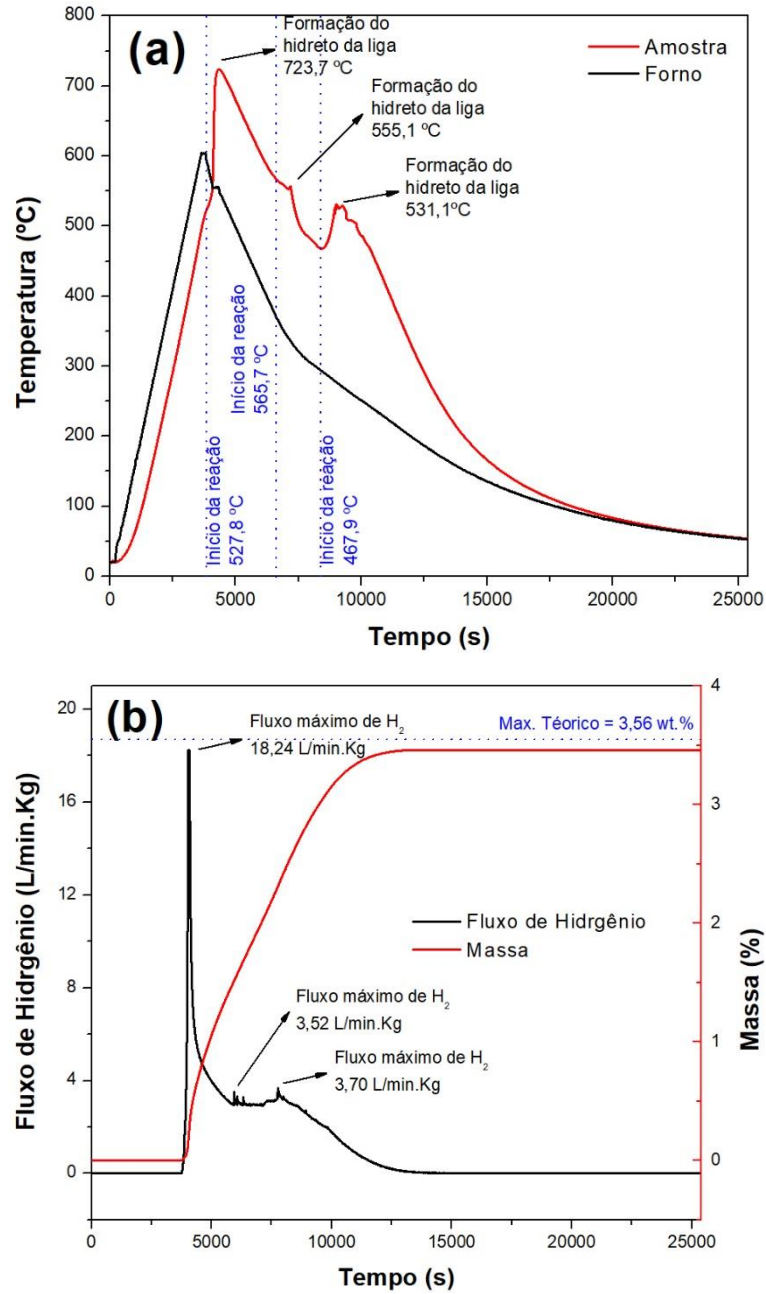 (a)
Formação do
hidreto da liga
723,7 ºC
Amostra
Forno
Formação do
hidreto da liga
555,1 ºC
Formação do
hidreto da liga
531,1ºC
Início da reação
527,8 ºC
Início da reação
565,7 ºC
Início da reação
467,9 ºC
Temperatura (ºC)
800
700
600
500
400
300
200
100
0
0 5000 10000 15000 20000 25000
Tempo (s)
(b)
Fluxo máximo de H2
18,24 L/min.Kg
Max. Téorico = 3,56 wt.%
Fluxo de Hidrgênio
Massa
Fluxo máximo de H2
3,52 L/min.Kg
Fluxo máximo de H2
3,70 L/min.Kg
Fluxo de Hidrgênio (L/min.Kg)
20
16
12
8
4
0
Massa (%)
4
3
2
1
0
0 5000 10000 15000 20000 25000
Tempo (s)